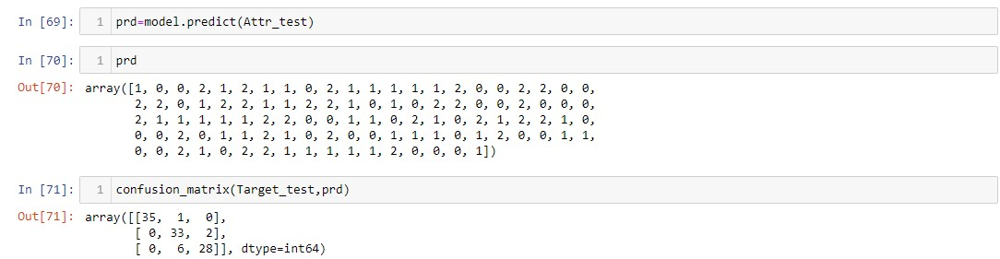 In [69]: 1 prd=model.predict(Attr_test)
In [70]: 1 prd
Out[70]: array([1, 0, 0, 2, 1, 2, 1, 1, 0, 2, 1, 1, 1, 1, 1, 2, 0, 0, 2, 2, 0, 0,
2, 2, 0, 1, 2, 2, 1, 1, 2, 2, 1, 0, 1, 0, 2, 2, 0, 0, 2, 0, 0, 0,
2, 1, 1, 1, 1, 1, 2, 2, 0, 0, 1, 1, 0, 2, 1, 0, 2, 1, 2, 2, 1, 0,
0, 0, 2, 0, 1, 1, 2, 1, 0, 2, 0, 0, 1, 1, 1, 0, 1, 2, 0, 0, 1, 1,
0, 0, 2, 1, 0, 2, 2, 1, 1, 1, 1, 1, 2, 0, 0, 0, 1])
In [71]: 1 confusion_matrix(Target_test,prd)
Out[71]: array([[35, 1, 0],
[ 0, 33, 2],
[ 0, 6, 28]], dtype=int64)